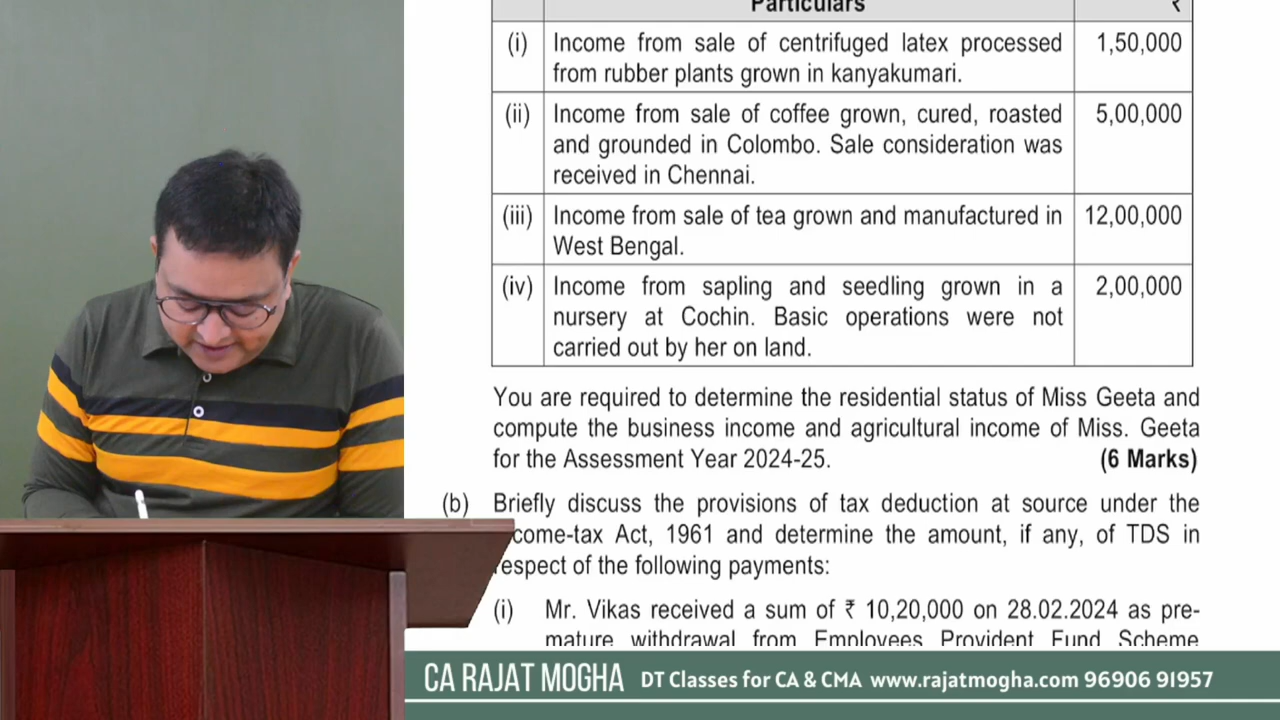 Particulars ₹
(i) Income from sale of centrifuged latex processed 1,50,000
from rubber plants grown in kanyakumari.
(ii) Income from sale of coffee grown, cured, roasted 5,00,000
and grounded in Colombo. Sale consideration was
received in Chennai.
(iii) Income from sale of tea grown and manufactured in 12,00,000
West Bengal.
(iv) Income from sapling and seedling grown in a 2,00,000
nursery at Cochin. Basic operations were not
carried out by her on land.
You are required to determine the residential status of Miss Geeta and
compute the business income and agricultural income of Miss. Geeta
for the Assessment Year 2024-25. (6 Marks)
(b) Briefly discuss the provisions of tax deduction at source under the
come-tax Act, 1961 and determine the amount, if any, of TDS in
respect of the following payments:
(i) Mr. Vikas received a sum of ₹ 10,20,000 on 28.02.2024 as pre-
mature withdrawal from Employees Provident Fund Scheme
CA RAJAT MOGHA DT Classes for CA & CMA www.rajatmogha.com 96906 91957